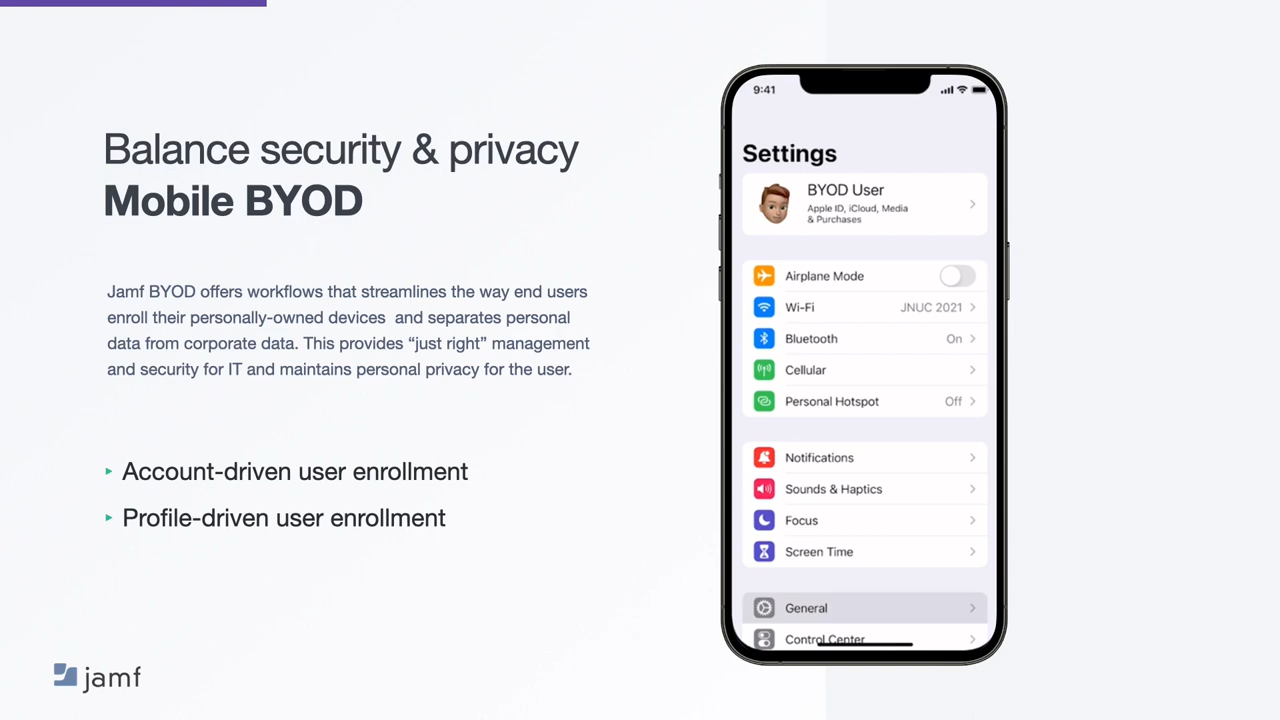 Balance security & privacy
Mobile BYOD
Jamf BYOD offers workflows that streamlines the way end users
enroll their personally-owned devices and separates personal
data from corporate data. This provides “just right” management
and security for IT and maintains personal privacy for the user.
Account-driven user enrollment
Profile-driven user enrollment
jamf
9:41
Settings
BYOD User
Apple ID, iCloud, Media
& Purchases
Airplane Mode
Wi-Fi JNUC 2021
Bluetooth On
Cellular
Personal Hotspot Off
Notifications
Sounds & Haptics
Focus
Screen Time
General
Control Center